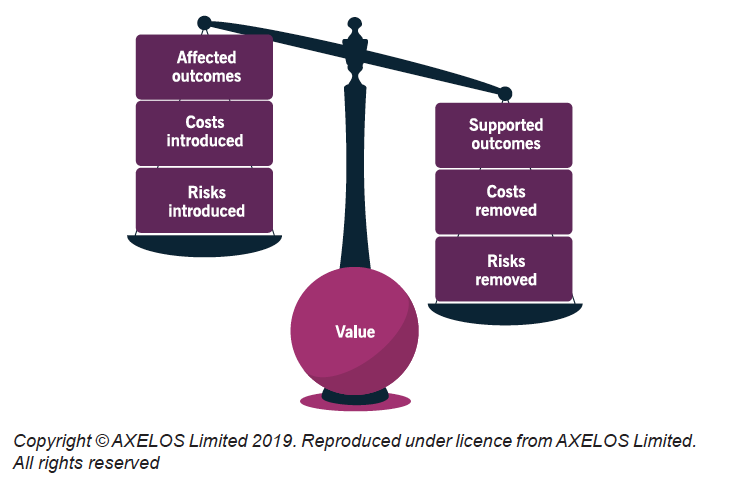 Affected
outcomes
Costs
introduced
Risks
introduced
Supported
outcomes
Costs
removed
Risks
removed
Value
Copyright © AXELOS Limited 2019. Reproduced under licence from AXELOS Limited.
All rights reserved